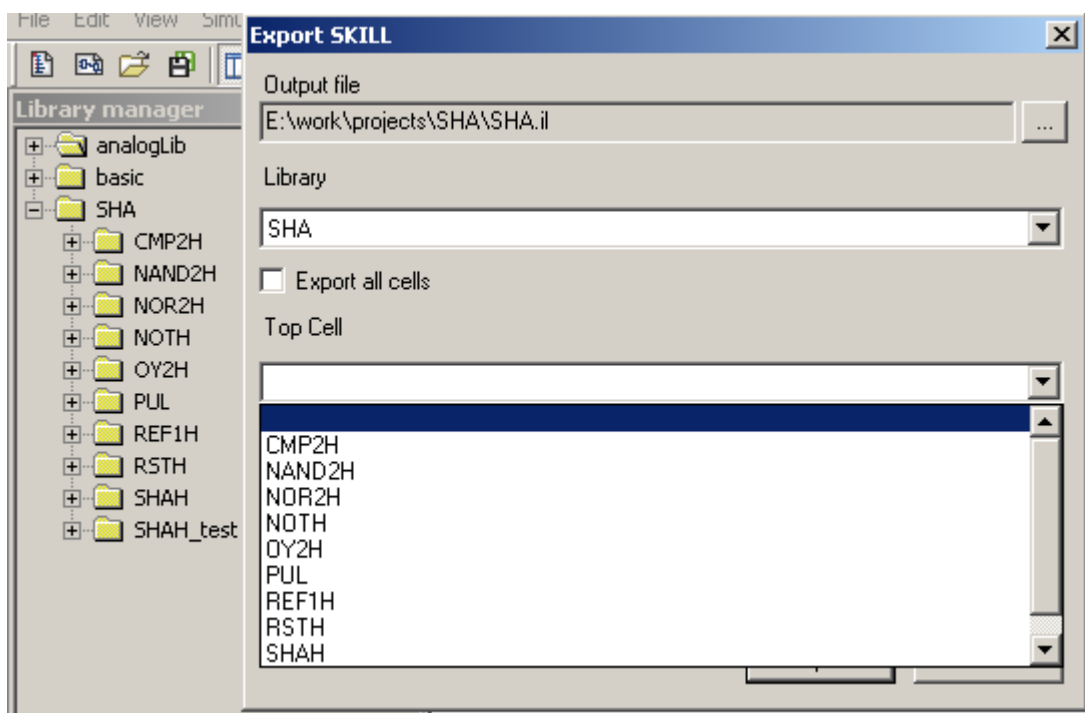 File Edit View Simu
Export SKILL
Library manager
analogLib
basic
SHA
CMP2H
NAND2H
NOR2H
NOTH
OY2H
PUL
REF1H
RSTH
SHAH
SHAH_test
Output file
E:\work\projects\SHA\SHA.il
...
Library
SHA
Export all cells
Top Cell
CMP2H
NAND2H
NOR2H
NOTH
OY2H
PUL
REF1H
RSTH
SHAH